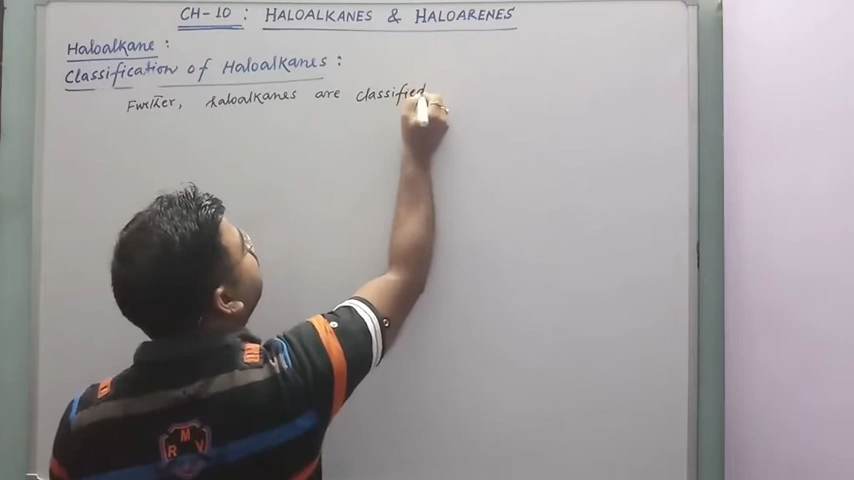 CH-10 : HALOALKANES & HALOARENES
Haloalkane :
Classification of Haloalkanes :
Further, haloalkanes are classified
R M V